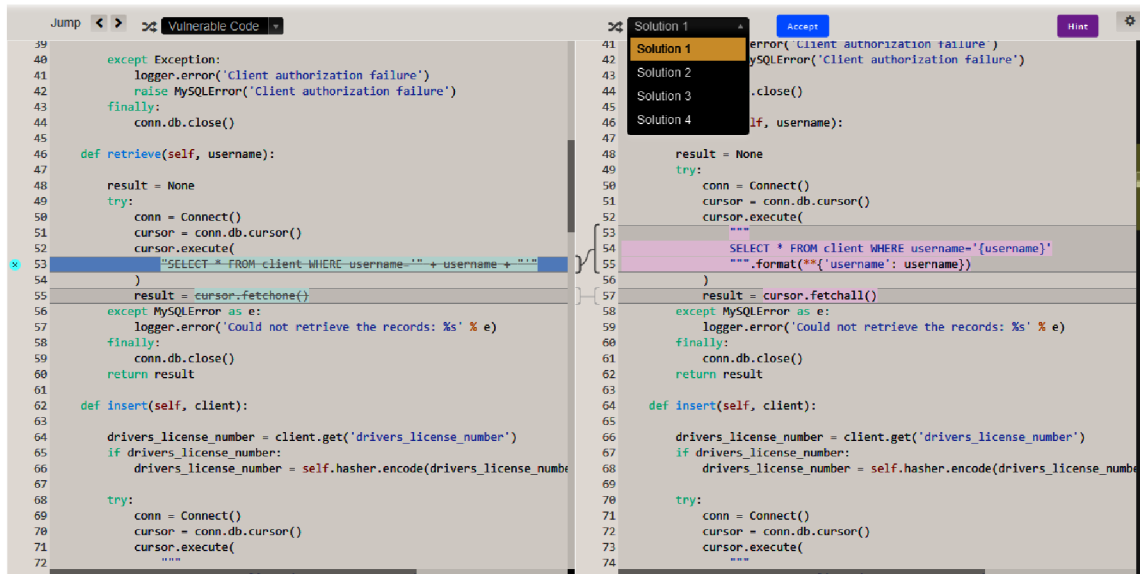 Jump < > Vulnerable Code
39
40 except Exception:
41 logger.error('Client authorization failure')
42 raise MySQLError('Client authorization failure')
43 finally:
44 conn.db.close()
45
46 def retrieve(self, username):
47
48 result = None
49 try:
50 conn = Connect()
51 cursor = conn.db.cursor()
52 cursor.execute(
53 "SELECT * FROM client WHERE username='" + username + "'"
54 )
55 result = cursor.fetchone()
56 except MySQLError as e:
57 logger.error('Could not retrieve the records: %s' % e)
58 finally:
59 conn.db.close()
60 return result
61
62 def insert(self, client):
63
64 drivers_license_number = client.get('drivers_license_number')
65 if drivers_license_number:
66 drivers_license_number = self.hasher.encode(drivers_license_numbe
67
68 try:
69 conn = Connect()
70 cursor = conn.db.cursor()
71 cursor.execute(
72 """
Solution 1 Accept Hint
Solution 1
Solution 2
Solution 3
Solution 4
41 error('Client authorization failure')
42 ySQLError('Client authorization failure')
43
44 .close()
45
46 lf, username):
47
48 result = None
49 try:
50 conn = Connect()
51 cursor = conn.db.cursor()
52 cursor.execute(
53 """
54 SELECT * FROM client WHERE username='{username}'
55 """.format(**{'username': username})
56 )
57 result = cursor.fetchall()
58 except MySQLError as e:
59 logger.error('Could not retrieve the records: %s' % e)
60 finally:
61 conn.db.close()
62 return result
63
64 def insert(self, client):
65
66 drivers_license_number = client.get('drivers_license_number')
67 if drivers_license_number:
68 drivers_license_number = self.hasher.encode(drivers_license_numbe
69
70 try:
71 conn = Connect()
72 cursor = conn.db.cursor()
73 cursor.execute(
74 """